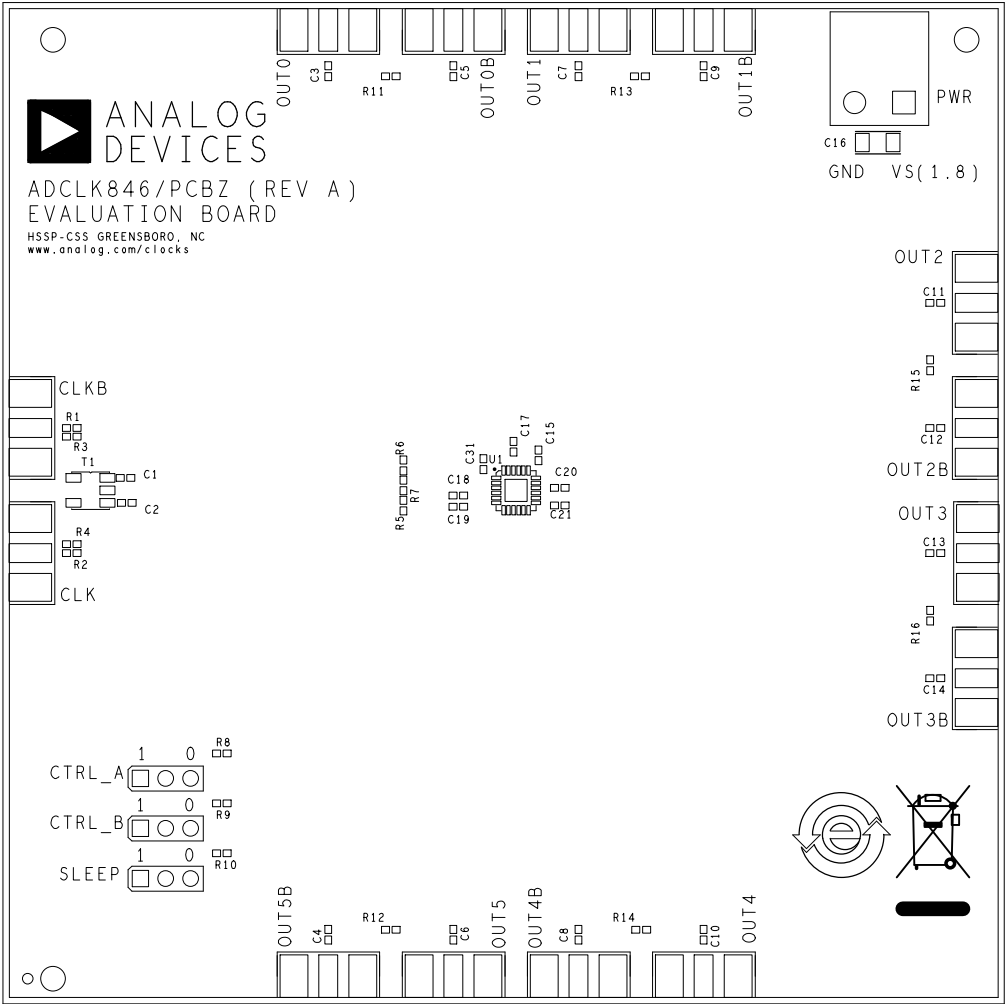 OUT0
C3
R11
C5
OUT0B
OUT1
C7
R13
C9
OUT1B
PWR
C16
GND VS(1.8)
ANALOG
DEVICES
ADCLK846/PCBZ (REV A)
EVALUATION BOARD
HSSP-CSS GREENSBORO, NC
www.analog.com/clocks
OUT2
C11
R15
C12
OUT2B
OUT3
C13
R16
C14
OUT3B
CLKB
R1
R3
T1
C1
C2
R4
R2
CLK
R6
R7
R5
C31
U1
C17
C15
C18
C19
C20
C21
1 0
R8
CTRL_A
1 0
R9
CTRL_B
1 0
R10
SLEEP
e
OUT5B
C4
R12
C6
OUT5
OUT4B
C8
R14
C10
OUT4